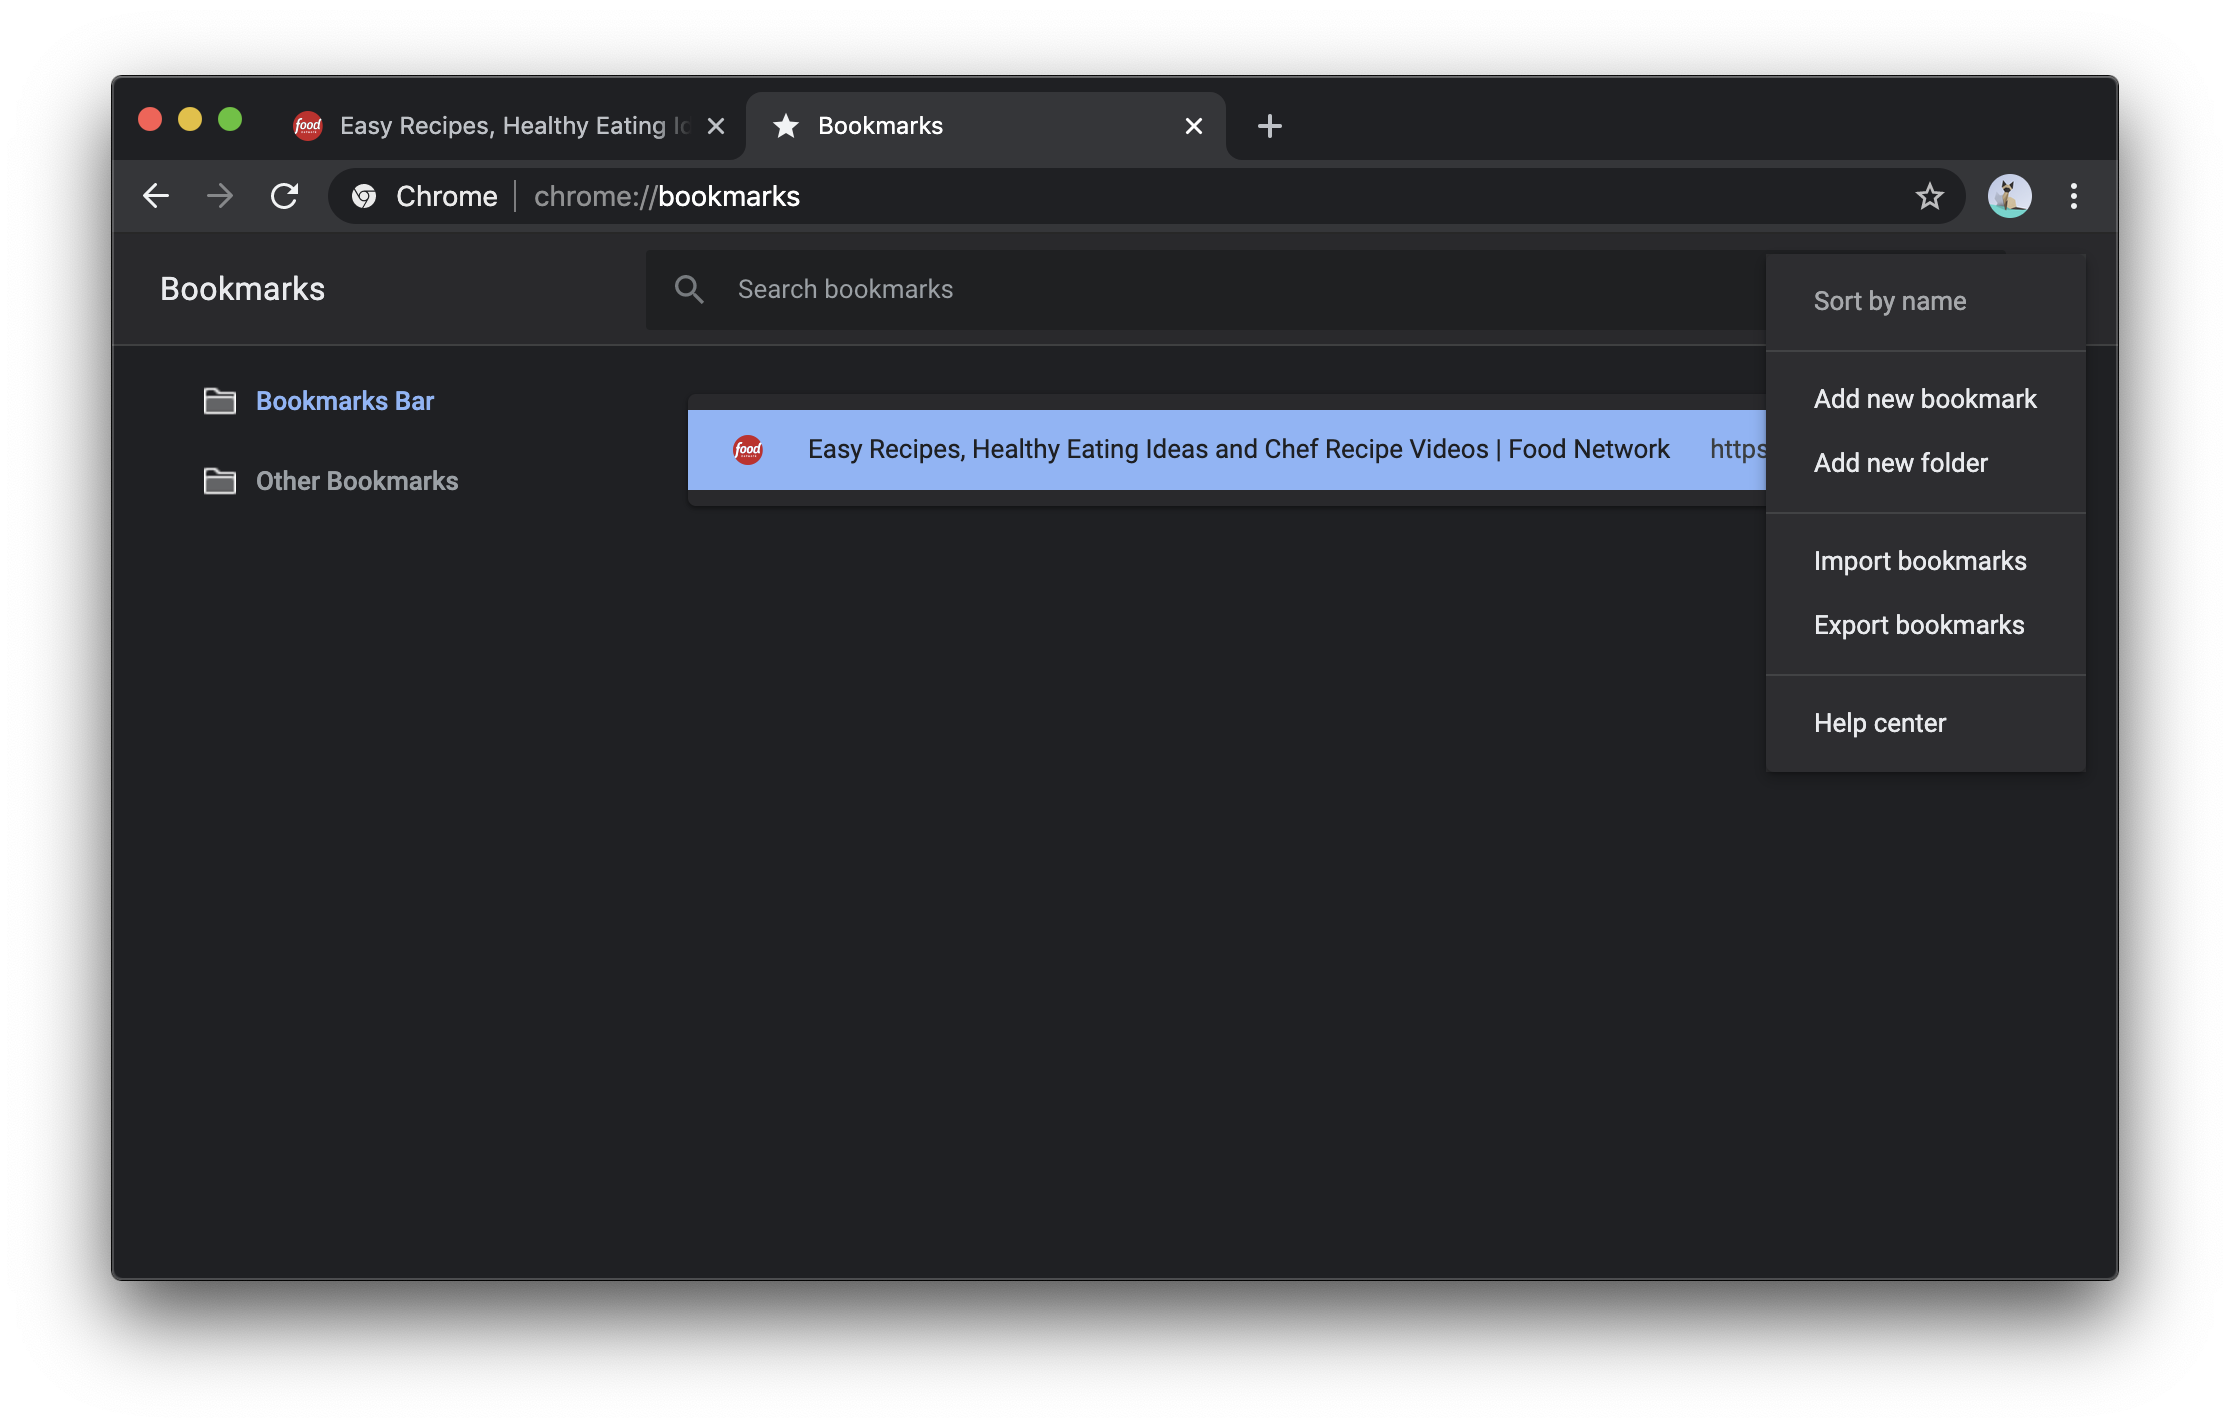 food Easy Recipes, Healthy Eating Id
Bookmarks
Chrome chrome://bookmarks
Bookmarks
Search bookmarks
Bookmarks Bar
Other Bookmarks
food Easy Recipes, Healthy Eating Ideas and Chef Recipe Videos | Food Network https
Sort by name
Add new bookmark
Add new folder
Import bookmarks
Export bookmarks
Help center